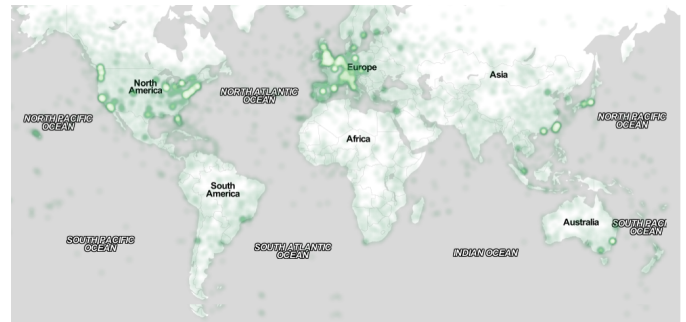 North
America
Europe
Asia
NORTH ATLANTIC
OCEAN
NORTH PACIFIC
OCEAN
NORTH PACIFIC
OCEAN
Africa
South
America
Australia
SOUTH PACI
OCEAN
SOUTH PACIFIC
OCEAN
SOUTH ATLANTIC
OCEAN
INDIAN OCEAN